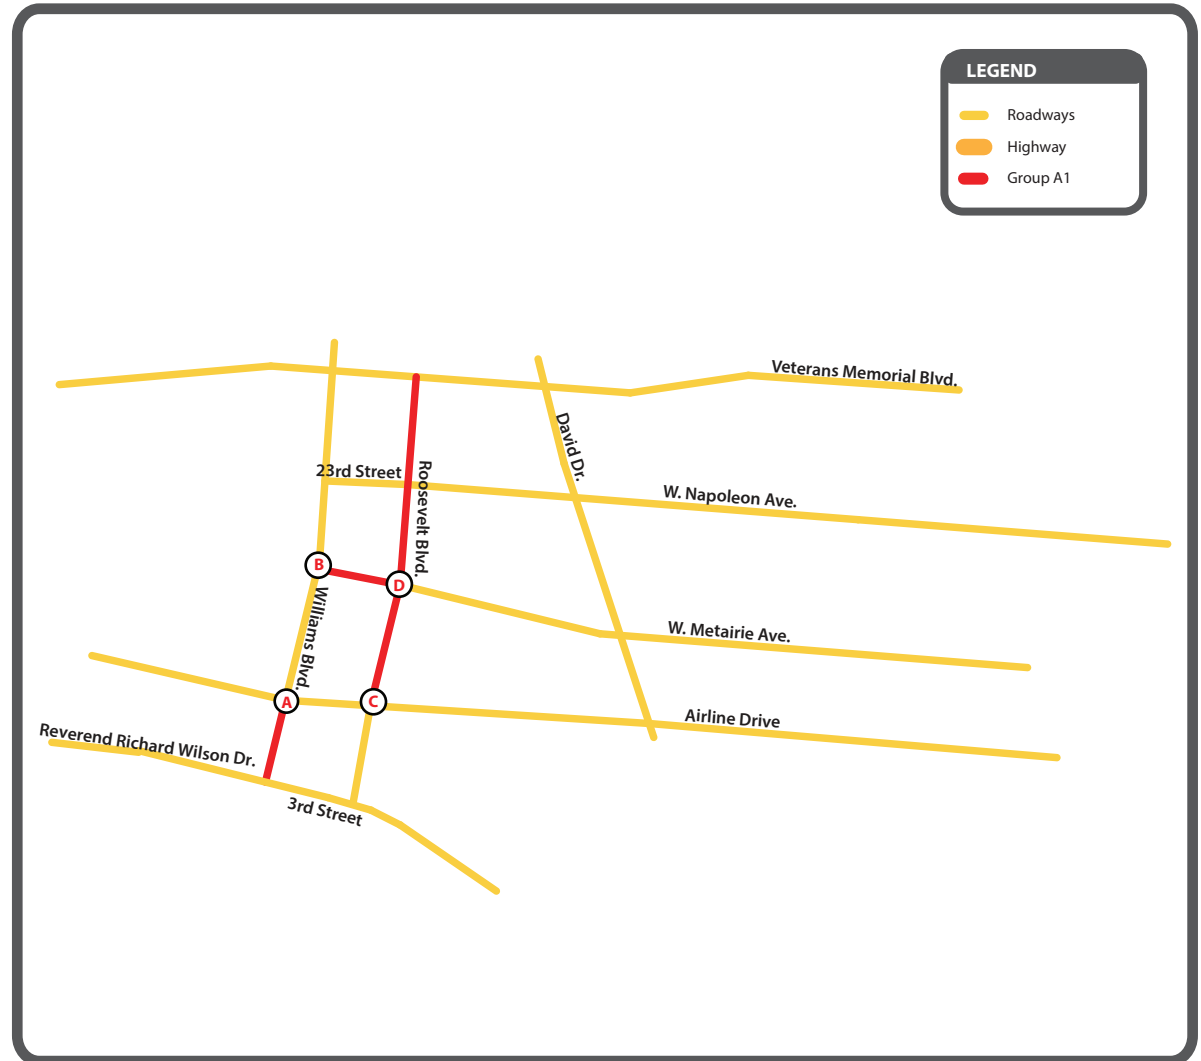 LEGEND
Roadways
Highway
Group A1
Veterans Memorial Blvd.
David Dr.
23rd Street
Roosevelt Blvd.
W. Napoleon Ave.
B
D
Williams Blvd.
W. Metairie Ave.
A
C
Airline Drive
Reverend Richard Wilson Dr.
3rd Street